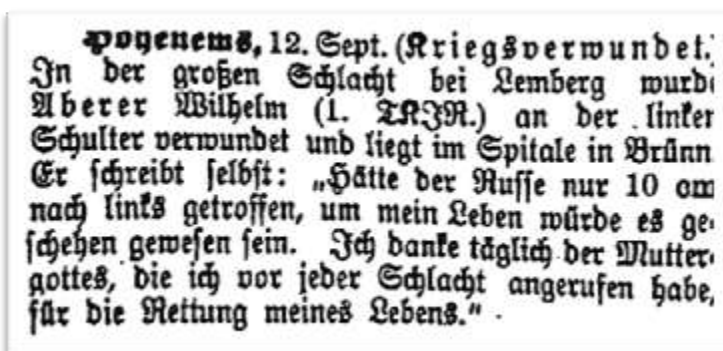 Hohenems, 12. Sept. (Kriegsverwundet.)
In der großen Schlacht bei Lemberg wurde
Aberer Wilhelm (1. TKJR.) an der linken
Schulter verwundet und liegt im Spitale in Brünn
Er schreibt selbst: „Hätte der Russe nur 10 cm
nach links getroffen, um mein Leben würde es ge-
schehen gewesen sein. Ich danke täglich der Mutter-
gottes, die ich vor jeder Schlacht angerufen habe,
für die Rettung meines Lebens."